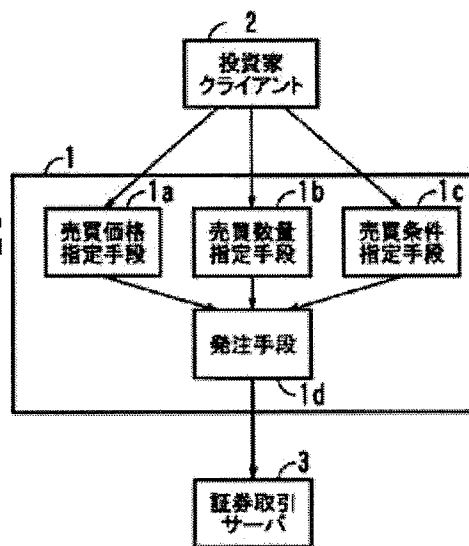 2
投資家
クライアント
1
1a
1b
1c
売買価格
指定手段
売買数量
指定手段
売買条件
指定手段
発注手段
1d
3
証券取引
サーバ